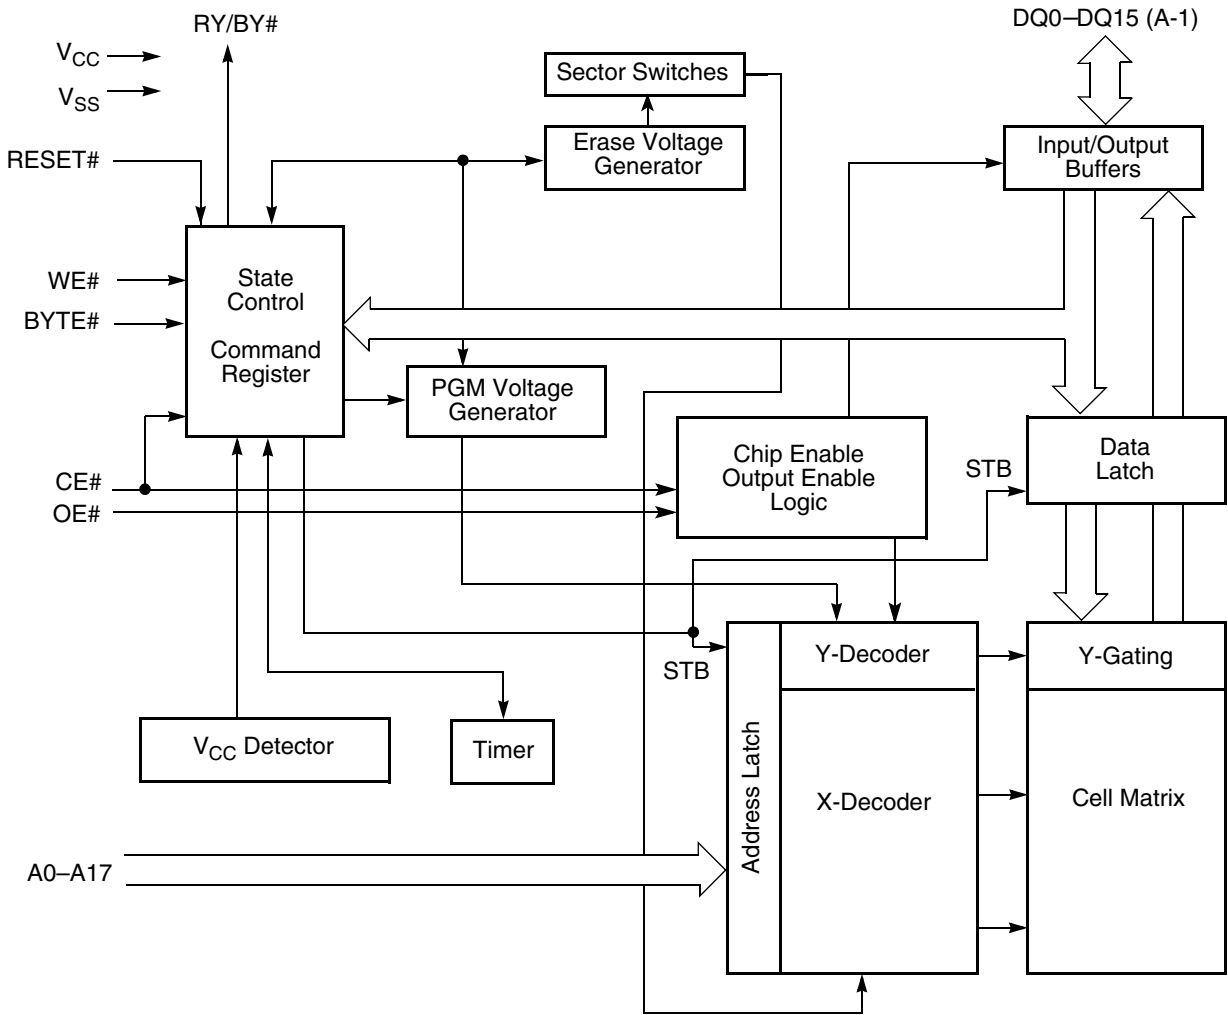 RY/BY#
DQ0–DQ15 (A-1)
VCC
VSS
Sector Switches
RESET#
Erase Voltage
Generator
Input/Output
Buffers
WE#
BYTE#
State
Control
Command
Register
PGM Voltage
Generator
CE#
OE#
Chip Enable
Output Enable
Logic
STB
Data
Latch
STB
Y-Decoder
Y-Gating
VCC Detector
Timer
Address Latch
X-Decoder
Cell Matrix
A0–A17